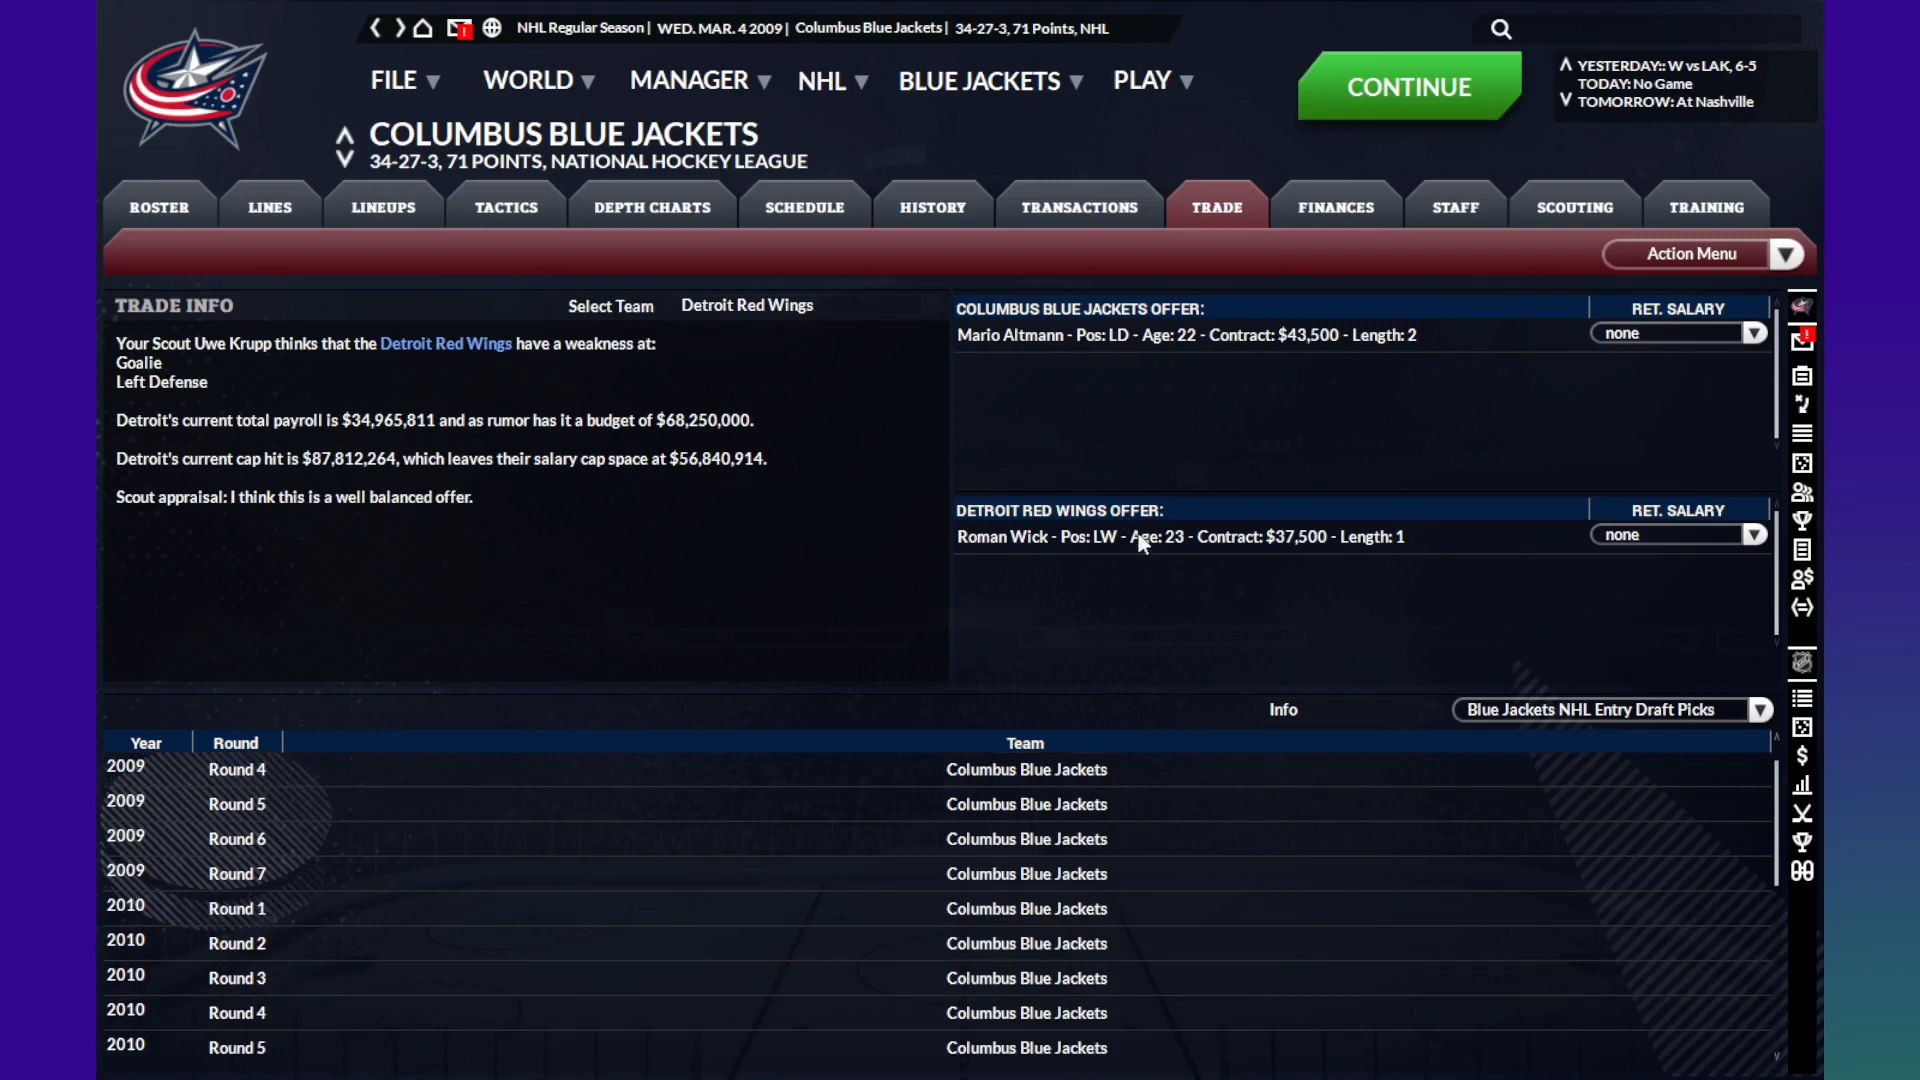 NHL Regular Season | WED. MAR. 4 2009 | Columbus Blue Jackets | 34-27-3, 71 Points, NHL
FILE WORLD MANAGER NHL BLUE JACKETS PLAY
CONTINUE
YESTERDAY:: W vs LAK, 6-5
TODAY: No Game
TOMORROW: At Nashville
COLUMBUS BLUE JACKETS
34-27-3, 71 POINTS, NATIONAL HOCKEY LEAGUE
ROSTER LINES LINEUPS TACTICS DEPTH CHARTS SCHEDULE HISTORY TRANSACTIONS TRADE FINANCES STAFF SCOUTING TRAINING
Action Menu
TRADE INFO Select Team Detroit Red Wings
Your Scout Uwe Krupp thinks that the Detroit Red Wings have a weakness at:
Goalie
Left Defense
Detroit's current total payroll is $34,965,811 and as rumor has it a budget of $68,250,000.
Detroit's current cap hit is $87,812,264, which leaves their salary cap space at $56,840,914.
Scout appraisal: I think this is a well balanced offer.
COLUMBUS BLUE JACKETS OFFER: RET. SALARY
Mario Altmann - Pos: LD - Age: 22 - Contract: $43,500 - Length: 2 none
DETROIT RED WINGS OFFER: RET. SALARY
Roman Wick - Pos: LW - Age: 23 - Contract: $37,500 - Length: 1 none
Info Blue Jackets NHL Entry Draft Picks
Year Round Team
2009 Round 4 Columbus Blue Jackets
2009 Round 5 Columbus Blue Jackets
2009 Round 6 Columbus Blue Jackets
2009 Round 7 Columbus Blue Jackets
2010 Round 1 Columbus Blue Jackets
2010 Round 2 Columbus Blue Jackets
2010 Round 3 Columbus Blue Jackets
2010 Round 4 Columbus Blue Jackets
2010 Round 5 Columbus Blue Jackets